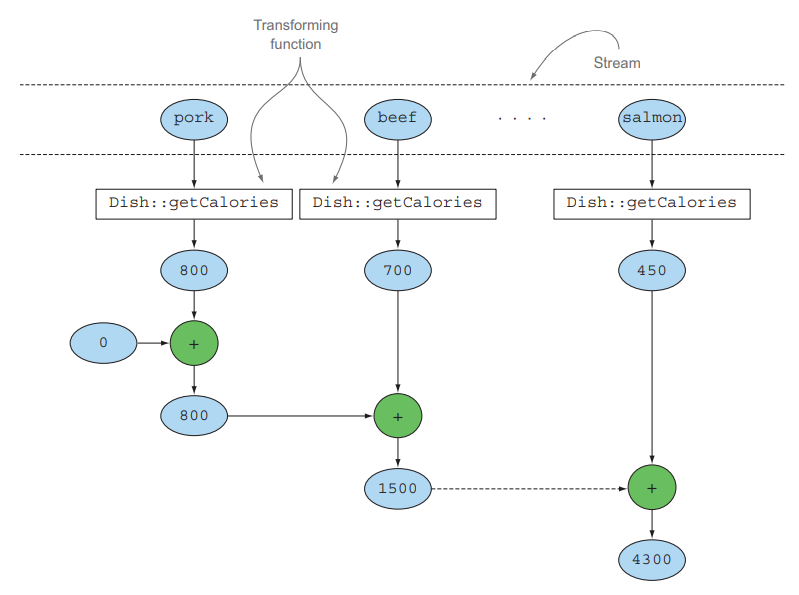 Transforming
function
Stream
pork
beef
. . . .
salmon
Dish::getCalories
Dish::getCalories
Dish::getCalories
800
700
450
0
+
800
+
1500
+
4300